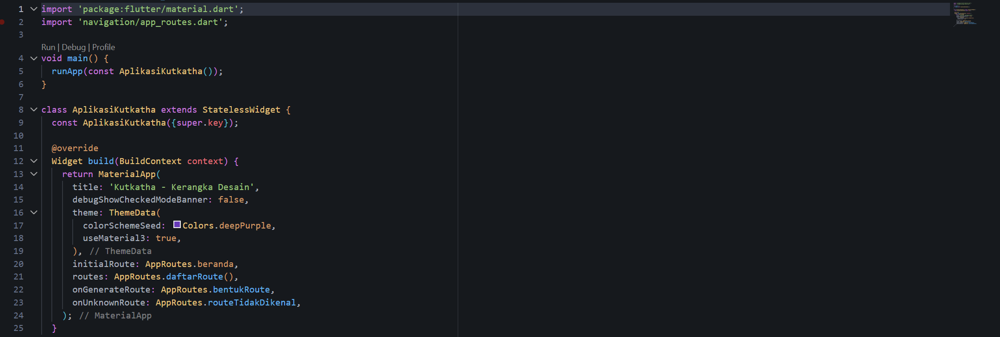 1 import 'package:flutter/material.dart';
2 import 'navigation/app_routes.dart';
3
Run | Debug | Profile
4 void main() {
5   runApp(const AplikasiKutkatha());
6 }
7
8 class AplikasiKutkatha extends StatelessWidget {
9   const AplikasiKutkatha({super.key});
10
11   @override
12   Widget build(BuildContext context) {
13     return MaterialApp(
14       title: 'Kutkatha - Kerangka Desain',
15       debugShowCheckedModeBanner: false,
16       theme: ThemeData(
17         colorSchemeSeed: Colors.deepPurple,
18         useMaterial3: true,
19       ), // ThemeData
20       initialRoute: AppRoutes.beranda,
21       routes: AppRoutes.daftarRoute(),
22       onGenerateRoute: AppRoutes.bentukRoute,
23       onUnknownRoute: AppRoutes.routeTidakDikenal,
24     ); // MaterialApp
25   }